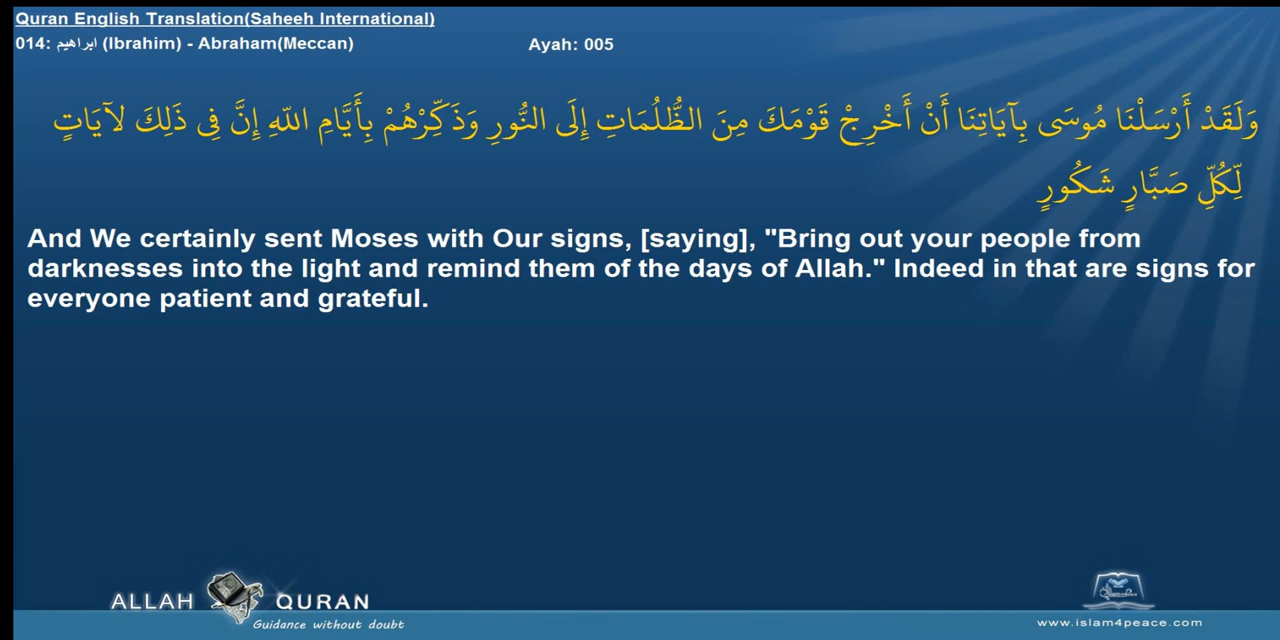 Quran English Translation(Saheeh International)
014: ابراهيم (Ibrahim) - Abraham(Meccan) Ayah: 005
وَلَقَدْ أَرْسَلْنَا مُوسَى بِآيَاتِنَا أَنْ أَخْرِجْ قَوْمَكَ مِنَ الظُّلُمَاتِ إِلَى النُّورِ وَذَكِّرْهُمْ بِأَيَّامِ اللّهِ إِنَّ فِي ذَلِكَ لآيَاتٍ
لِّكُلِّ صَبَّارٍ شَكُورٍ
And We certainly sent Moses with Our signs, [saying], "Bring out your people from
darknesses into the light and remind them of the days of Allah." Indeed in that are signs for
everyone patient and grateful.
ALLAH QURAN
Guidance without doubt
www.islam4peace.com